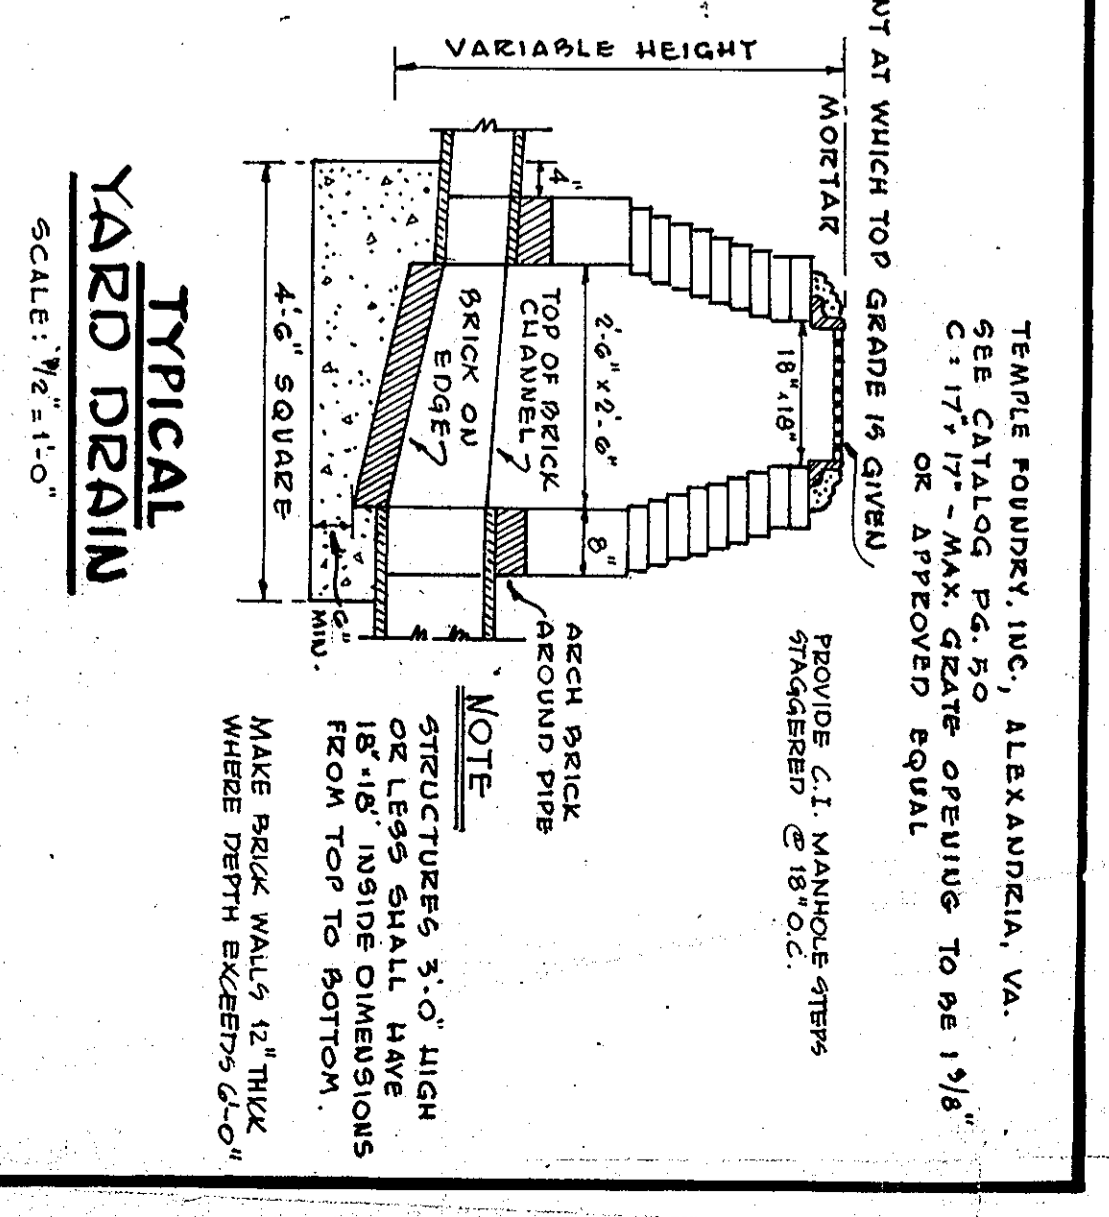 TEMPLE FOUNDRY, INC., ALEXANDRIA, VA.
SEE CATALOG PG. 50
C: 17" x 17" - MAX. GRATE OPENING TO BE 1 3/8"
OR APPROVED EQUAL
NT AT WHICH TOP GRADE IS GIVEN
MORTAR
VARIABLE HEIGHT
PROVIDE C.I. MANHOLE STEPS
STAGGERED @ 18" O.C.
18"x18"
4"
2'-6" x 2'-6"
8"
TOP OF BRICK
CHANNEL
BRICK ON
EDGE
ARCH BRICK
AROUND PIPE
4'-6" SQUARE
6"
MIN.
NOTE
STRUCTURES 3'-0" HIGH
OR LESS SHALL HAVE
18"x18" INSIDE DIMENSIONS
FROM TOP TO BOTTOM.
MAKE BRICK WALLS 12" THICK
WHERE DEPTH EXCEEDS 6'-0"
TYPICAL
YARD DRAIN
SCALE: 1/2" = 1'-0"